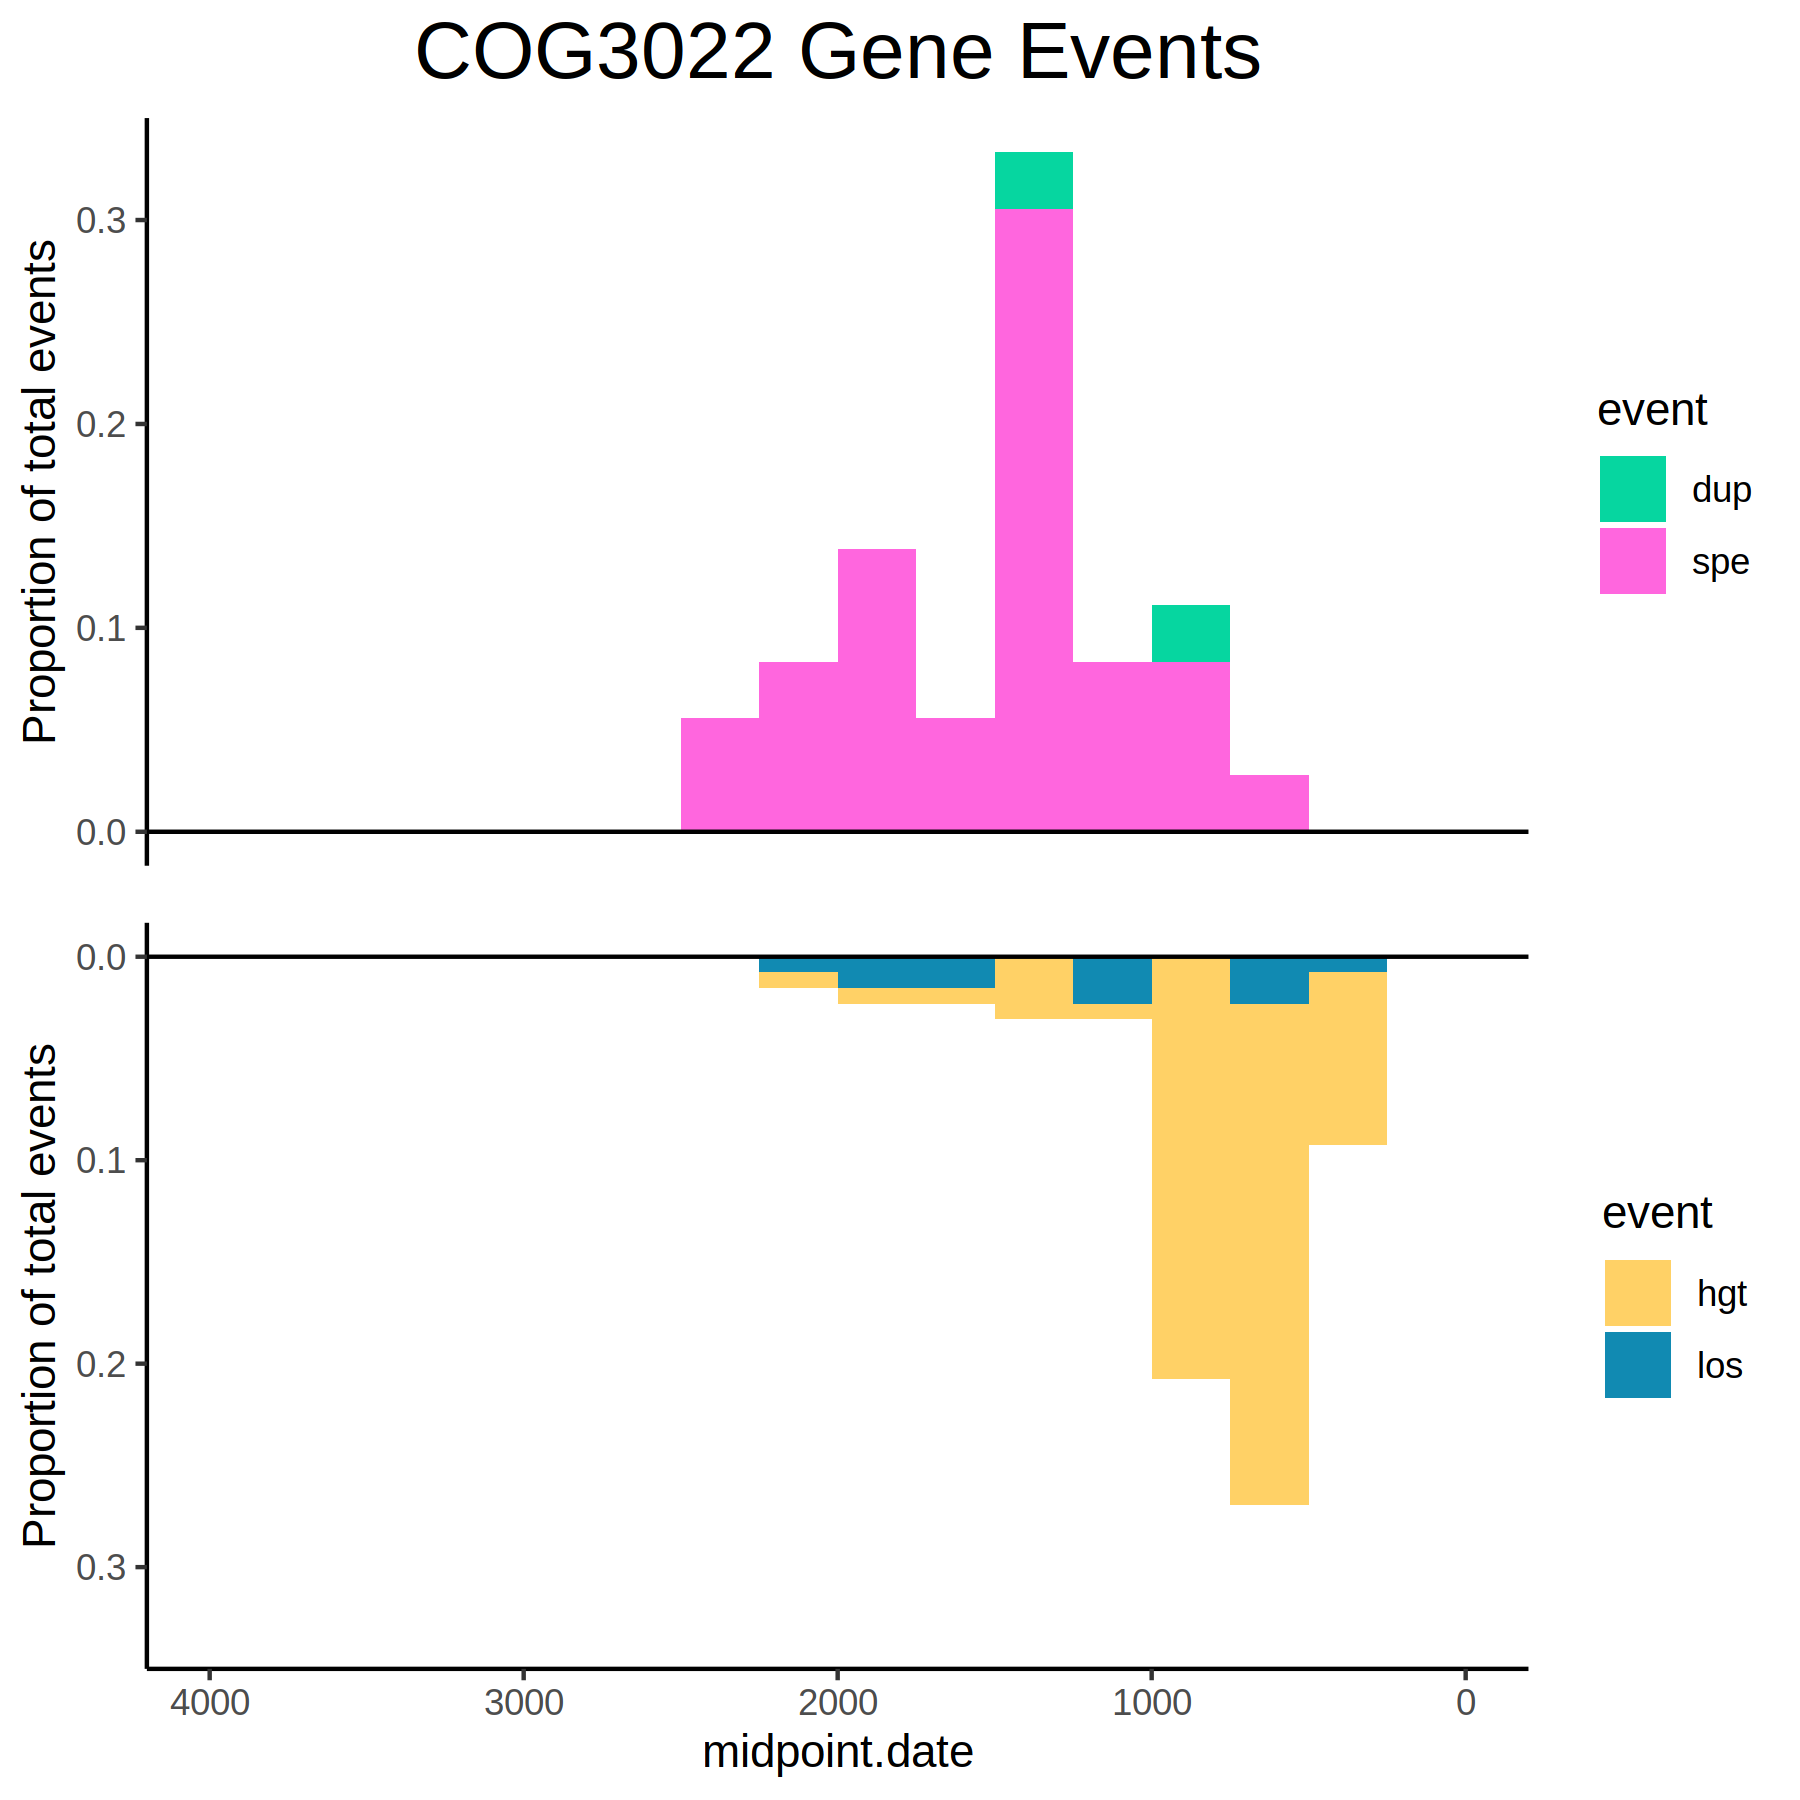 COG3022 Gene Events
Proportion of total events
0.3
0.2
0.1
0.0
event
dup
spe
Proportion of total events
0.0
0.1
0.2
0.3
event
hgt
los
4000 3000 2000 1000 0
midpoint.date